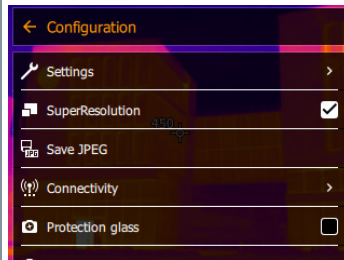 Configuration
Settings
SuperResolution
Save JPEG
Connectivity
Protection glass